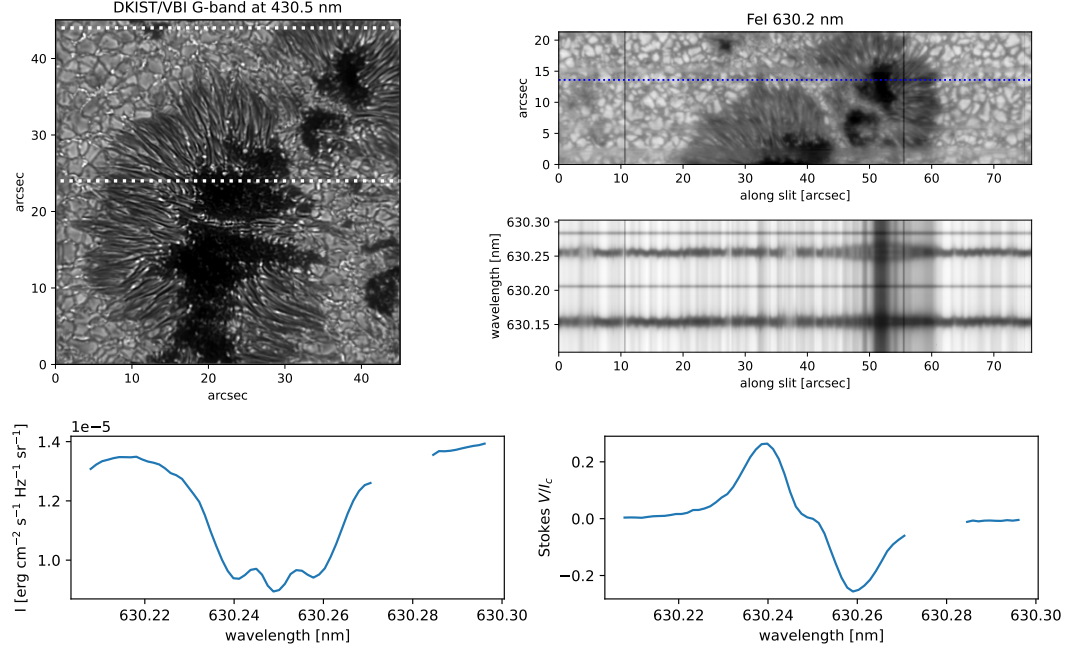 DKIST/VBI G-band at 430.5 nm
arcsec
40
30
20
10
0
0 10 20 30 40
arcsec
FeI 630.2 nm
arcsec
20
15
10
5
0
0 10 20 30 40 50 60 70
along slit [arcsec]
wavelength [nm]
630.30
630.25
630.20
630.15
0 10 20 30 40 50 60 70
along slit [arcsec]
1e−5
I [erg cm⁻² s⁻¹ Hz⁻¹ sr⁻¹]
1.4
1.2
1.0
630.22 630.24 630.26 630.28 630.30
wavelength [nm]
Stokes V/I_c
0.2
0.0
−0.2
630.22 630.24 630.26 630.28 630.30
wavelength [nm]